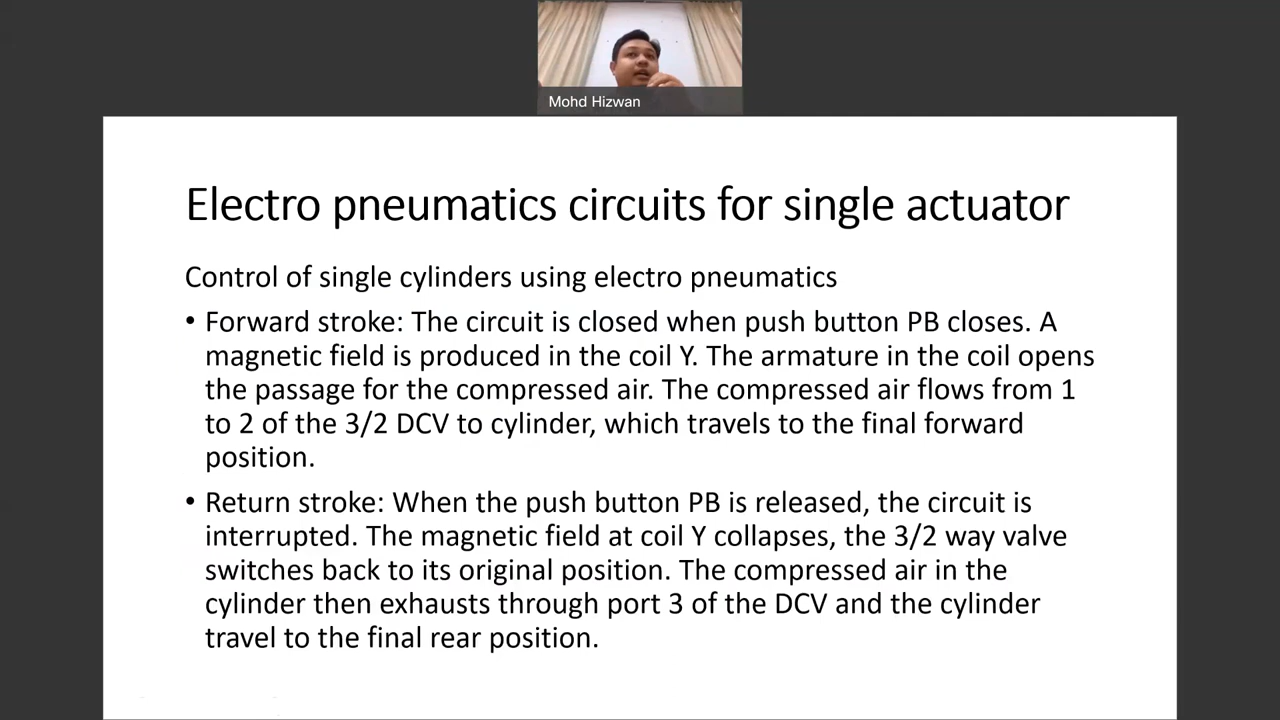 Mohd Hizwan
Electro pneumatics circuits for single actuator
Control of single cylinders using electro pneumatics
• Forward stroke: The circuit is closed when push button PB closes. A
magnetic field is produced in the coil Y. The armature in the coil opens
the passage for the compressed air. The compressed air flows from 1
to 2 of the 3/2 DCV to cylinder, which travels to the final forward
position.
• Return stroke: When the push button PB is released, the circuit is
interrupted. The magnetic field at coil Y collapses, the 3/2 way valve
switches back to its original position. The compressed air in the
cylinder then exhausts through port 3 of the DCV and the cylinder
travel to the final rear position.